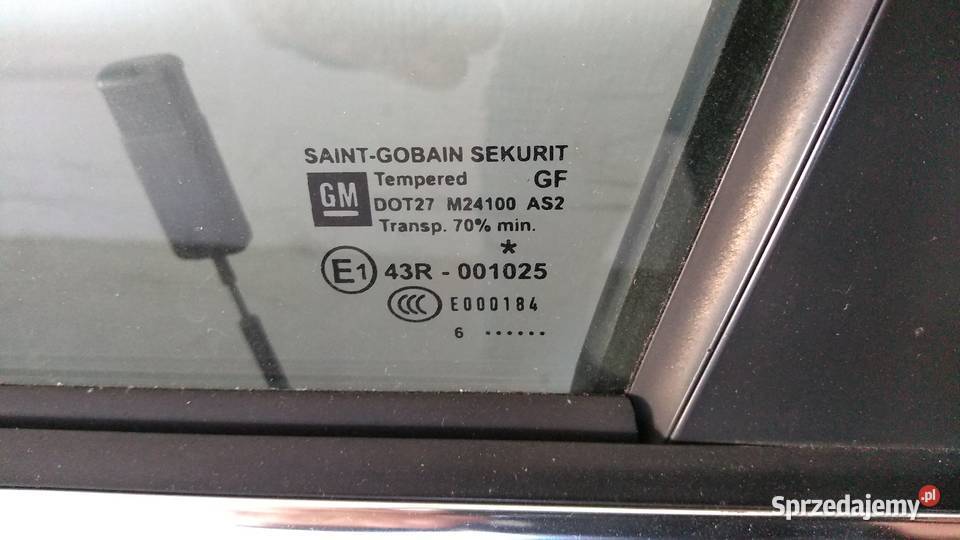 SAINT-GOBAIN SEKURIT
GM Tempered GF
DOT27 M24100 AS2
Transp. 70% min.
*
E1 43R - 001025
CCC E000184
6 ......
Sprzedajemy.pl